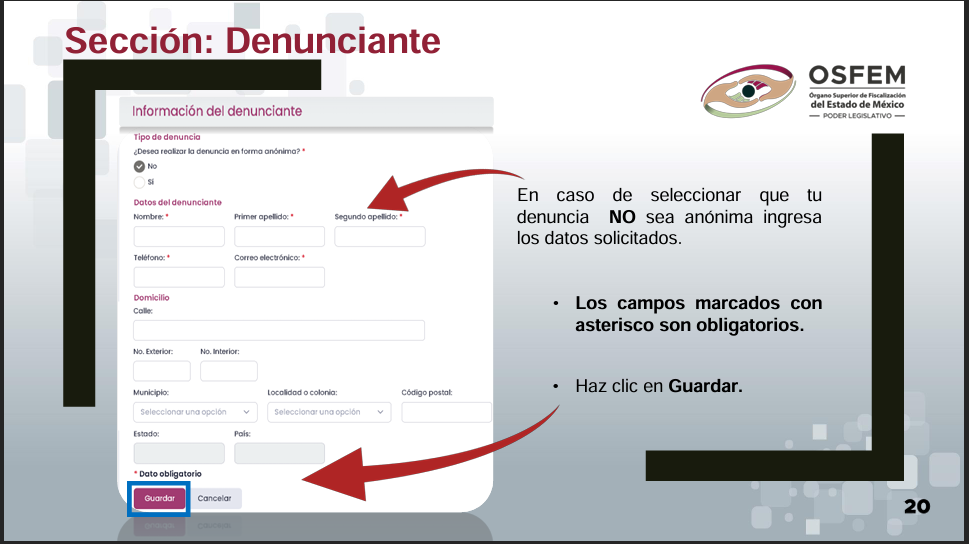 Sección: Denunciante
OSFEM
Órgano Superior de Fiscalización
del Estado de México
PODER LEGISLATIVO
Información del denunciante
Tipo de denuncia
¿Desea realizar la denuncia en forma anónima? *
No
Si
Datos del denunciante
Nombre: * Primer apellido: * Segundo apellido: *
Teléfono: * Correo electrónico: *
Domicilio
Calle:
No. Exterior: No. Interior:
Municipio: Localidad o colonia: Código postal:
Seleccionar una opción Seleccionar una opción
Estado: País:
* Dato obligatorio
Guardar Cancelar
En caso de seleccionar que tu
denuncia NO sea anónima ingresa
los datos solicitados.
• Los campos marcados con
asterisco son obligatorios.
• Haz clic en Guardar.
20